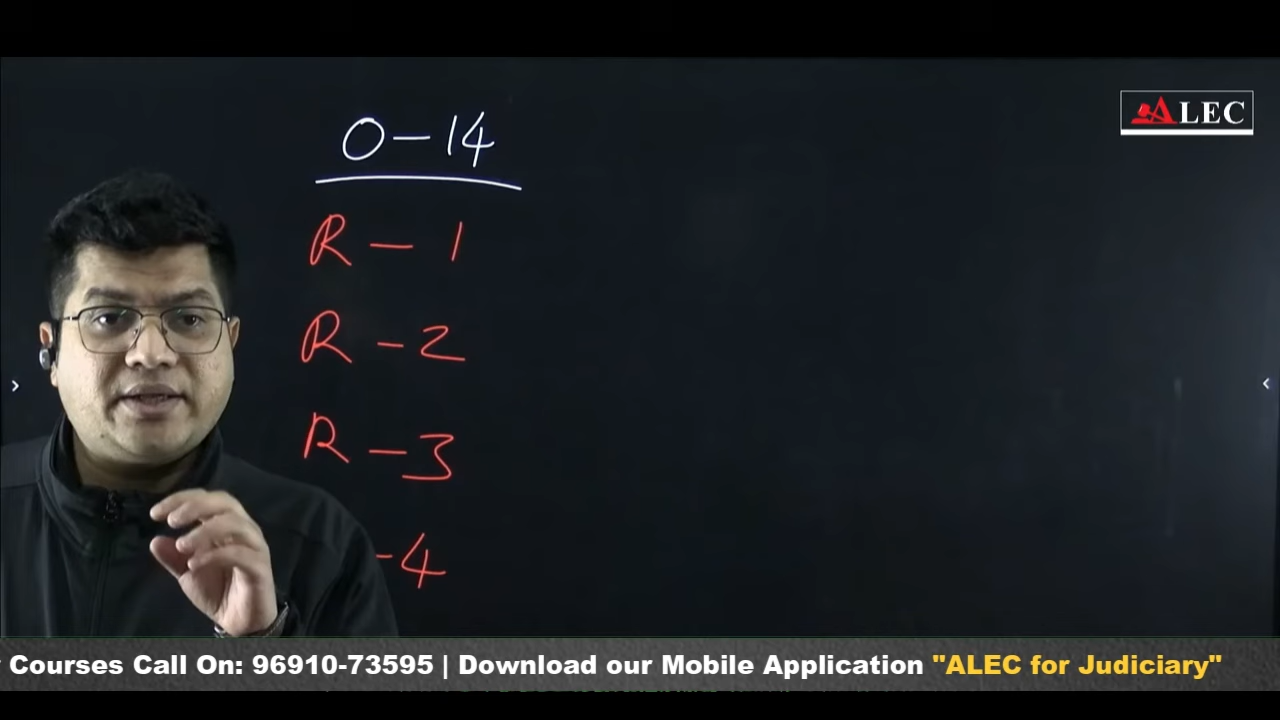 ALEC
O - 14
R - 1
R - 2
R - 3
- 4
Courses Call On: 96910-73595 | Download our Mobile Application "ALEC for Judiciary"